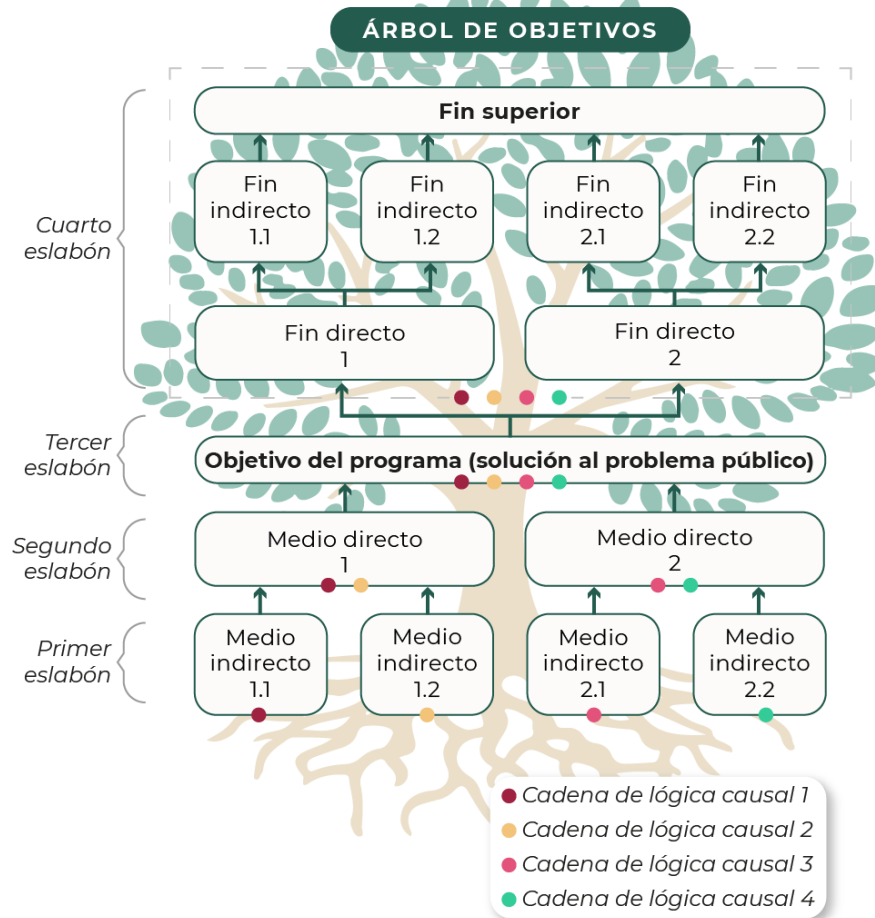 ÁRBOL DE OBJETIVOS
Fin superior
Cuarto
eslabón
Fin
indirecto
1.1
Fin
indirecto
1.2
Fin
indirecto
2.1
Fin
indirecto
2.2
Fin directo
1
Fin directo
2
Tercer
eslabón
Objetivo del programa (solución al problema público)
Segundo
eslabón
Medio directo
1
Medio directo
2
Primer
eslabón
Medio
indirecto
1.1
Medio
indirecto
1.2
Medio
indirecto
2.1
Medio
indirecto
2.2
Cadena de lógica causal 1
Cadena de lógica causal 2
Cadena de lógica causal 3
Cadena de lógica causal 4